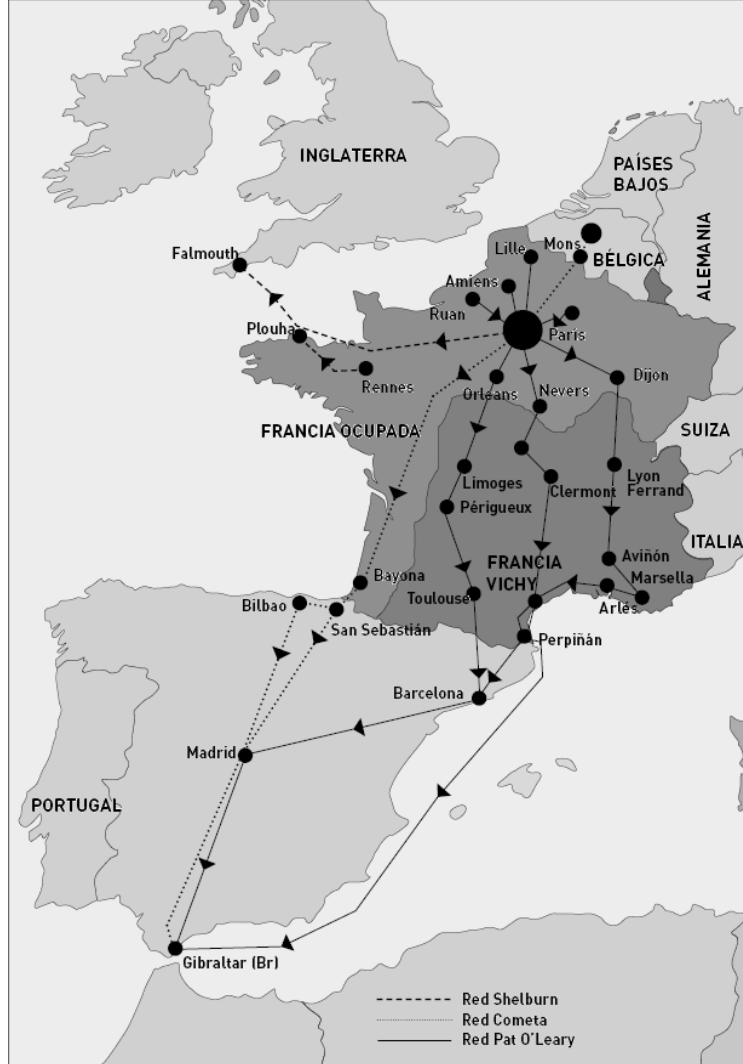 INGLATERRA
PAÍSES
BAJOS
ALEMANIA
Falmouth
Lille
Mons.
BÉLGICA
Amiens
Ruan
Plouha
París
Rennes
Orleans
Nevers
Dijon
FRANCIA OCUPADA
SUIZA
Limoges
Clermont
Lyon
Ferrand
Périgueux
ITALIA
FRANCIA
VICHY
Aviñón
Marsella
Bayona
Toulouse
Arlés
Bilbao
San Sebastián
Perpiñán
Barcelona
Madrid
PORTUGAL
Gibraltar (Br)
Red Shelburn
Red Cometa
Red Pat O'Leary